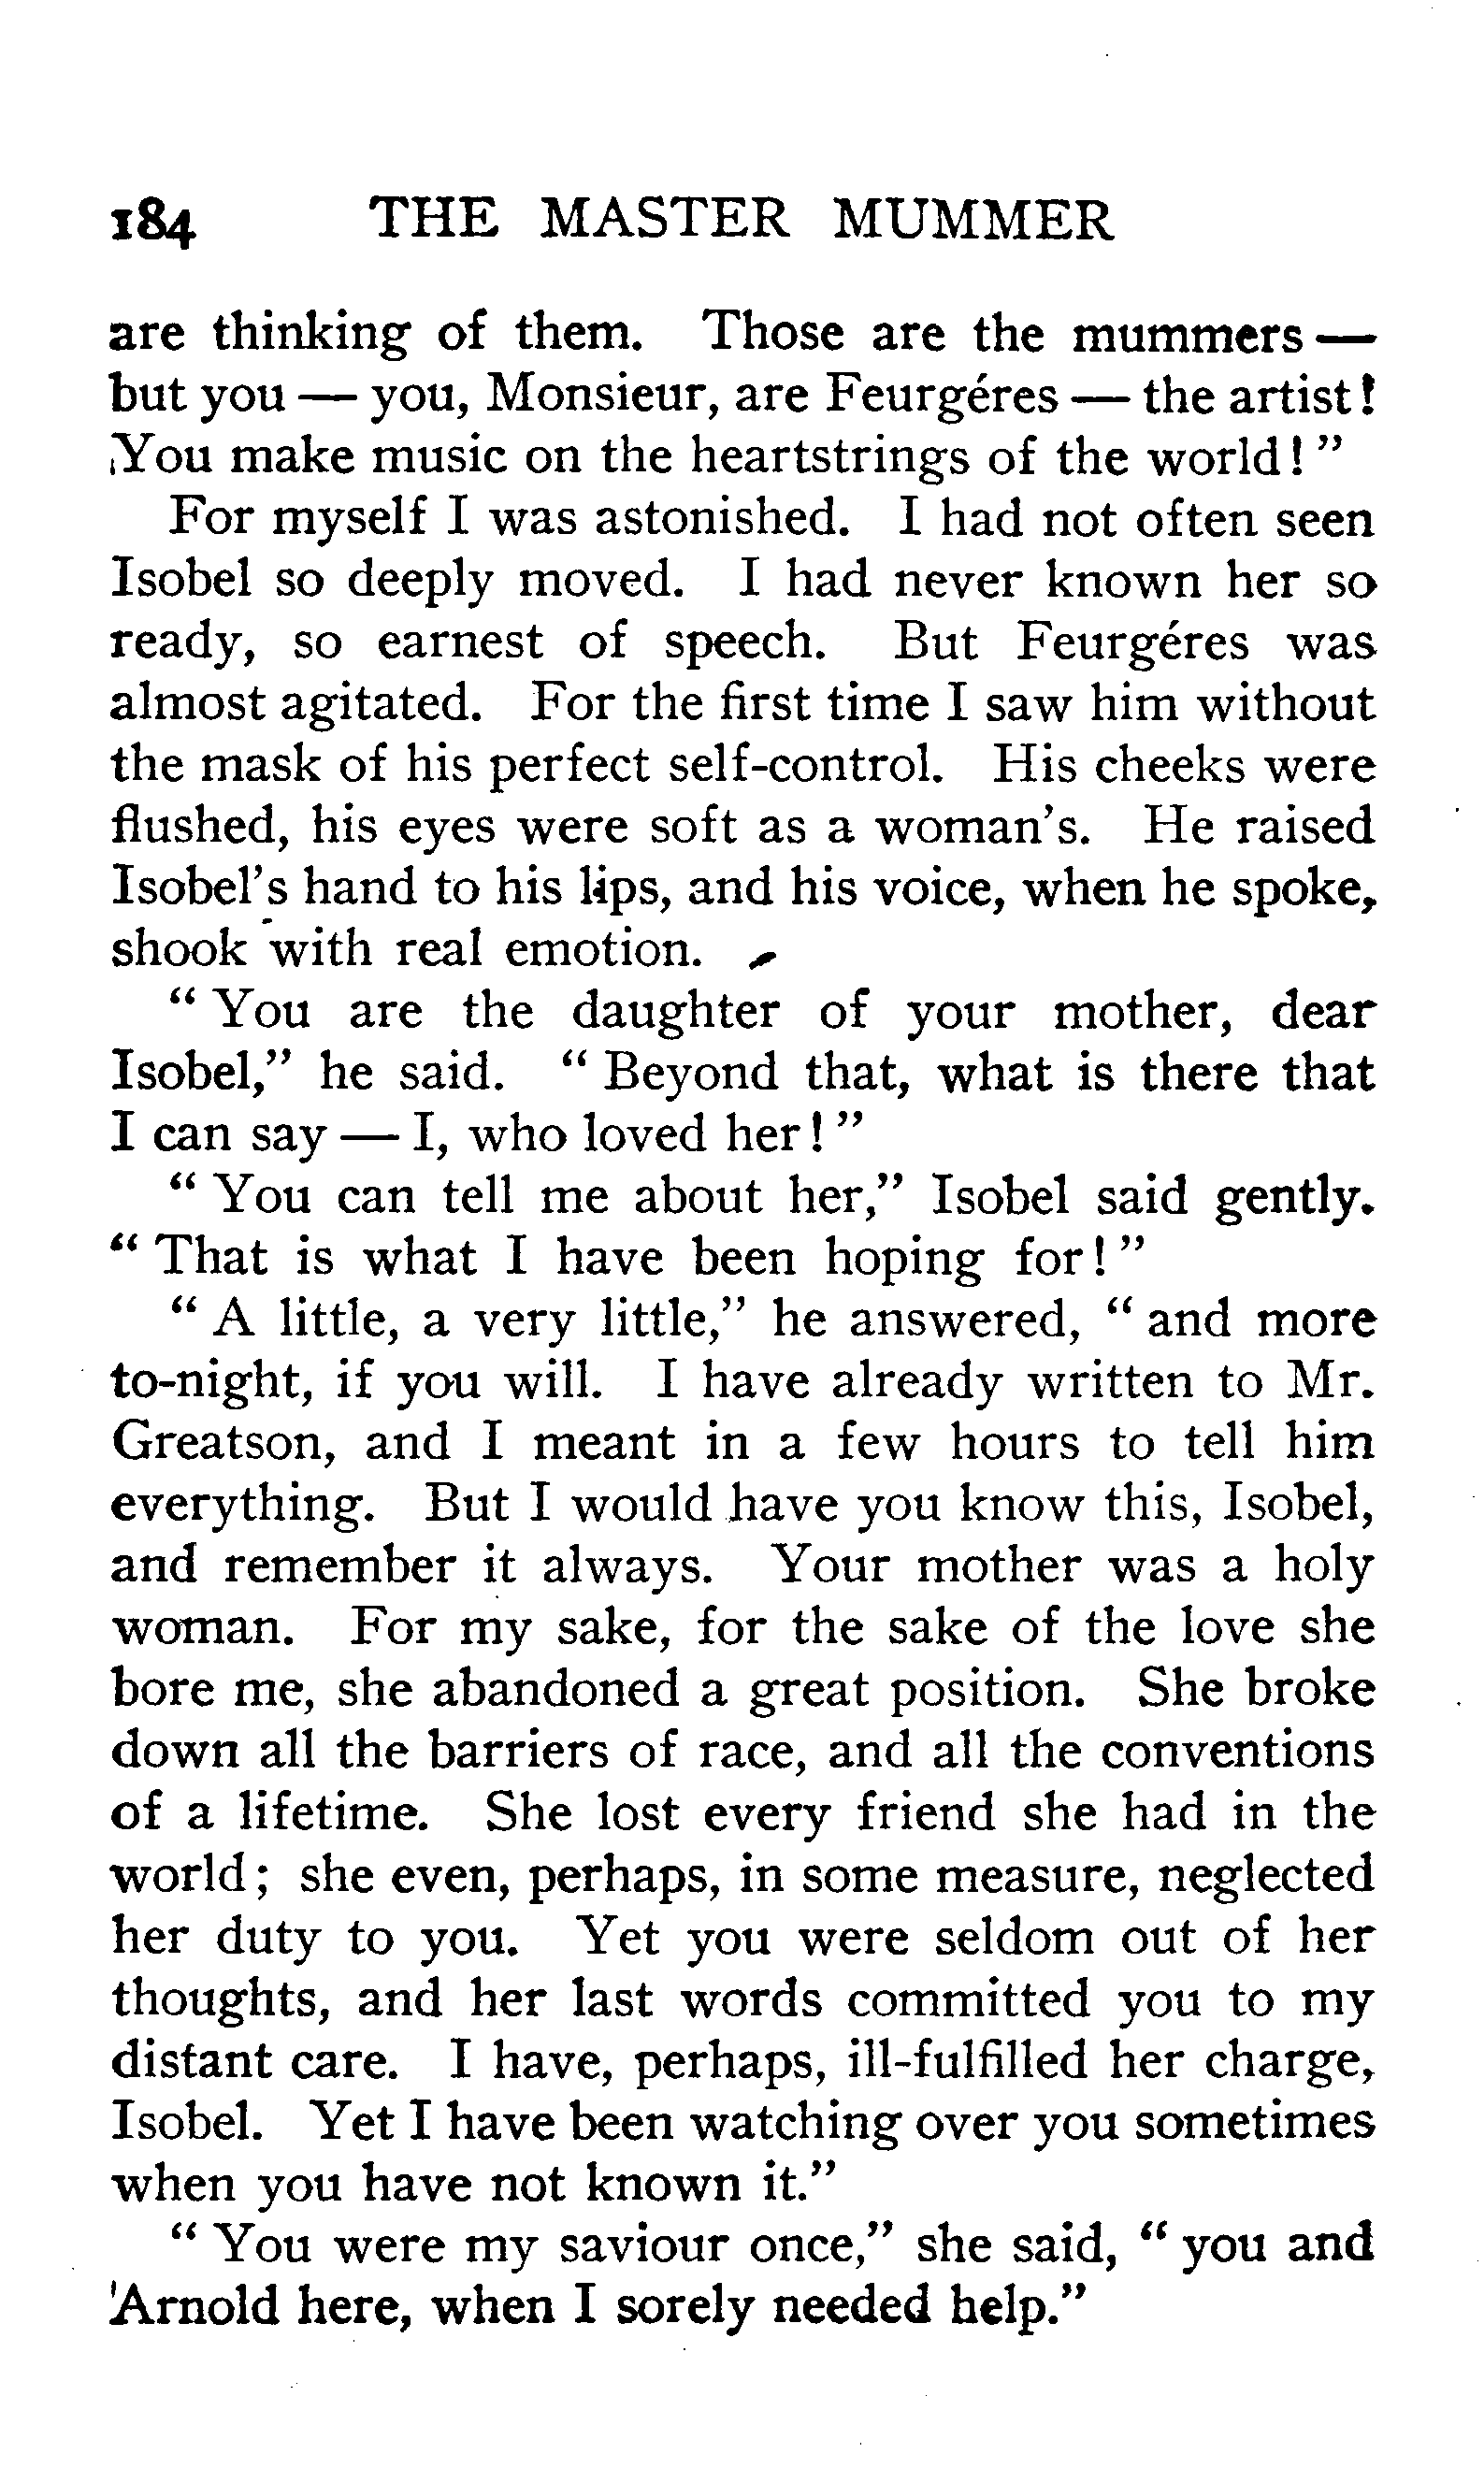 184 THE MASTER MUMMER
are thinking of them. Those are the mummers —
but you — you, Monsieur, are Feurgéres — the artist!
You make music on the heartstrings of the world! "
For myself I was astonished. I had not often seen
Isobel so deeply moved. I had never known her so
ready, so earnest of speech. But Feurgéres was
almost agitated. For the first time I saw him without
the mask of his perfect self-control. His cheeks were
flushed, his eyes were soft as a woman's. He raised
Isobel's hand to his lips, and his voice, when he spoke,
shook with real emotion.
" You are the daughter of your mother, dear
Isobel," he said. " Beyond that, what is there that
I can say — I, who loved her! "
" You can tell me about her," Isobel said gently.
" That is what I have been hoping for! "
" A little, a very little," he answered, " and more
to-night, if you will. I have already written to Mr.
Greatson, and I meant in a few hours to tell him
everything. But I would have you know this, Isobel,
and remember it always. Your mother was a holy
woman. For my sake, for the sake of the love she
bore me, she abandoned a great position. She broke
down all the barriers of race, and all the conventions
of a lifetime. She lost every friend she had in the
world; she even, perhaps, in some measure, neglected
her duty to you. Yet you were seldom out of her
thoughts, and her last words committed you to my
distant care. I have, perhaps, ill-fulfilled her charge,
Isobel. Yet I have been watching over you sometimes
when you have not known it."
" You were my saviour once," she said, " you and
Arnold here, when I sorely needed help."